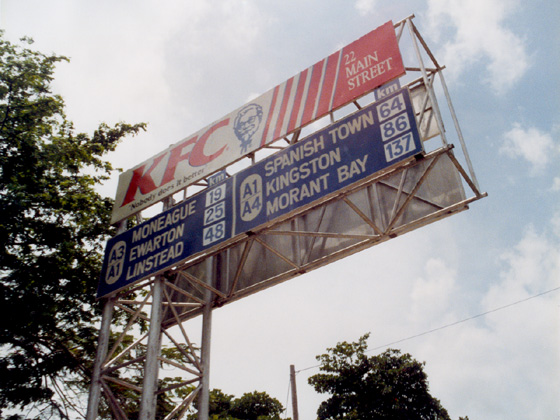 KFC
Nobody does it better
22
MAIN
STREET
km
A3
A1
MONEAGUE 19
EWARTON 25
LINSTEAD 48
km
A1
A4
SPANISH TOWN 64
KINGSTON 86
MORANT BAY 137